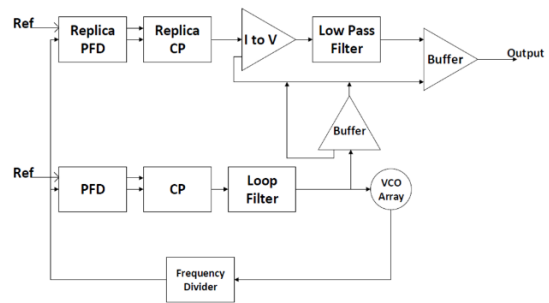 Ref
Replica
PFD
Replica
CP
I to V
Low Pass
Filter
Buffer
Output
Buffer
Ref
PFD
CP
Loop
Filter
VCO
Array
Frequency
Divider